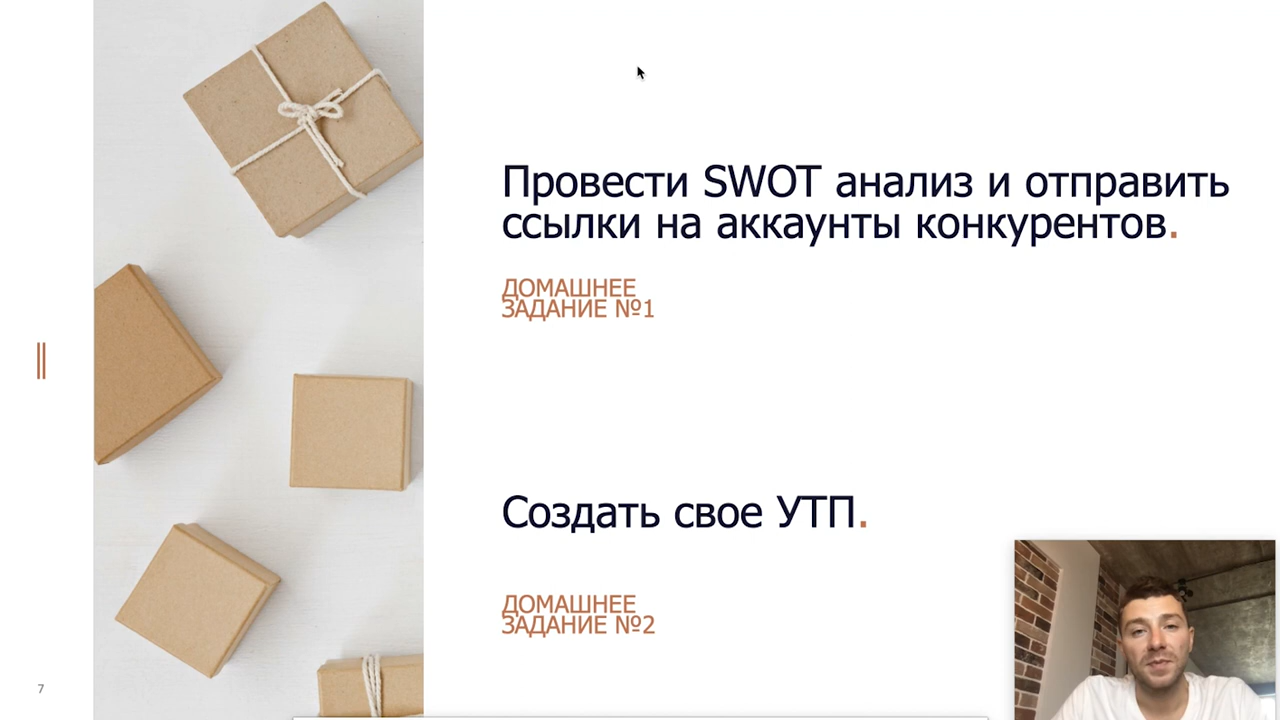 Провести SWOT анализ и отправить
ссылки на аккаунты конкурентов.
ДОМАШНЕЕ
ЗАДАНИЕ №1
Создать свое УТП.
ДОМАШНЕЕ
ЗАДАНИЕ №2
7